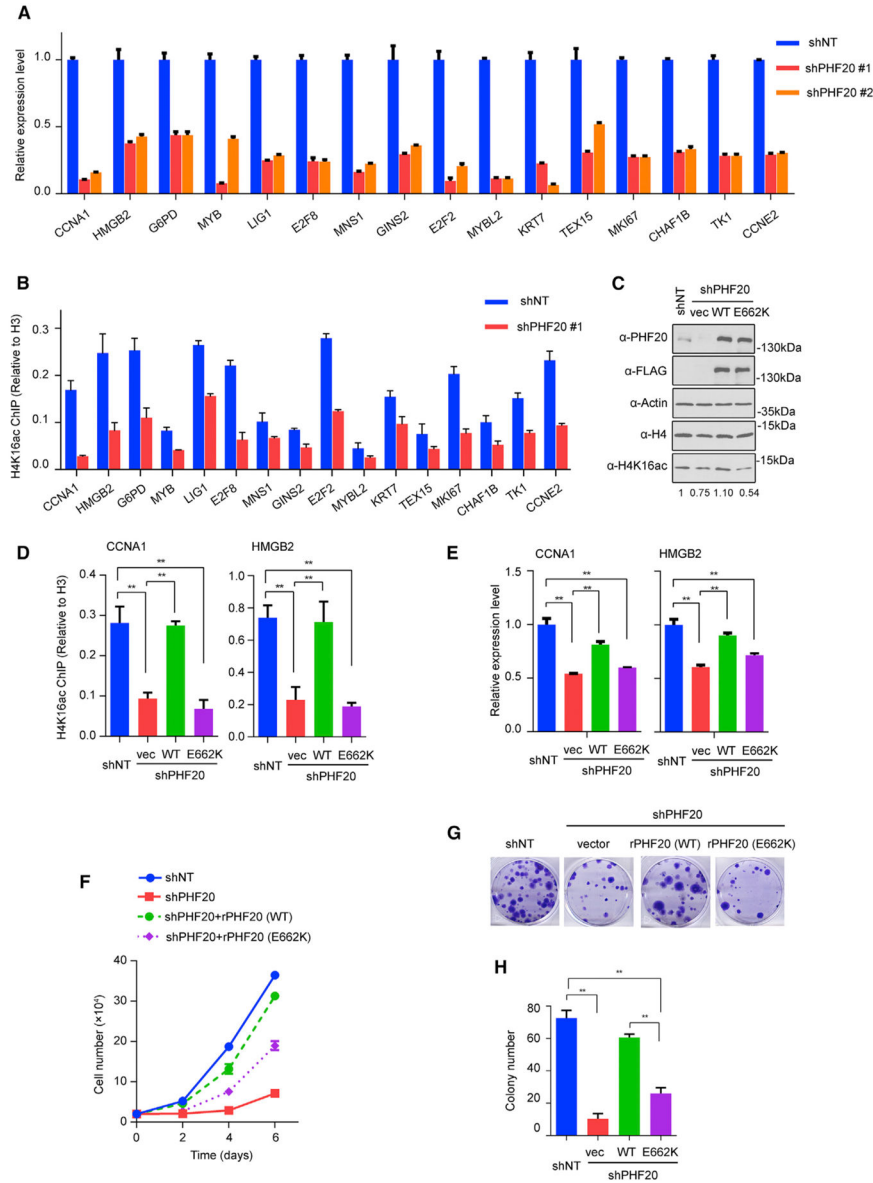 A
Relative expression level
1.0
0.5
0.0
shNT
shPHF20 #1
shPHF20 #2
CCNA1 HMGB2 G6PD MYB LIG1 E2F8 MNS1 GINS2 E2F2 MYBL2 KRT7 TEX15 MKI67 CHAF1B TK1 CCNE2
B
H4K16ac ChIP (Relative to H3)
0.3
0.2
0.1
0.0
shNT
shPHF20 #1
CCNA1 HMGB2 G6PD MYB LIG1 E2F8 MNS1 GINS2 E2F2 MYBL2 KRT7 TEX15 MKI67 CHAF1B TK1 CCNE2
C
shPHF20
shNT vec WT E662K
α-PHF20
-130kDa
α-FLAG
-130kDa
α-Actin
-35kDa
α-H4
-15kDa
α-H4K16ac
-15kDa
1 0.75 1.10 0.54
D
H4K16ac ChIP (Relative to H3)
CCNA1
0.4
0.3
0.2
0.1
0.0
**
**
**
shNT vec WT E662K
shPHF20
HMGB2
1.0
0.8
0.6
0.4
0.2
0.0
**
**
**
shNT vec WT E662K
shPHF20
E
Relative expression level
CCNA1
1.5
1.0
0.5
0.0
**
**
**
shNT vec WT E662K
shPHF20
HMGB2
1.5
1.0
0.5
0.0
**
**
**
shNT vec WT E662K
shPHF20
F
shNT
shPHF20
shPHF20+rPHF20 (WT)
shPHF20+rPHF20 (E662K)
Cell number (×10⁴)
40
30
20
10
0
0 2 4 6
Time (days)
G
shPHF20
shNT vector rPHF20 (WT) rPHF20 (E662K)
H
Colony number
80
60
40
20
0
**
**
**
shNT vec WT E662K
shPHF20